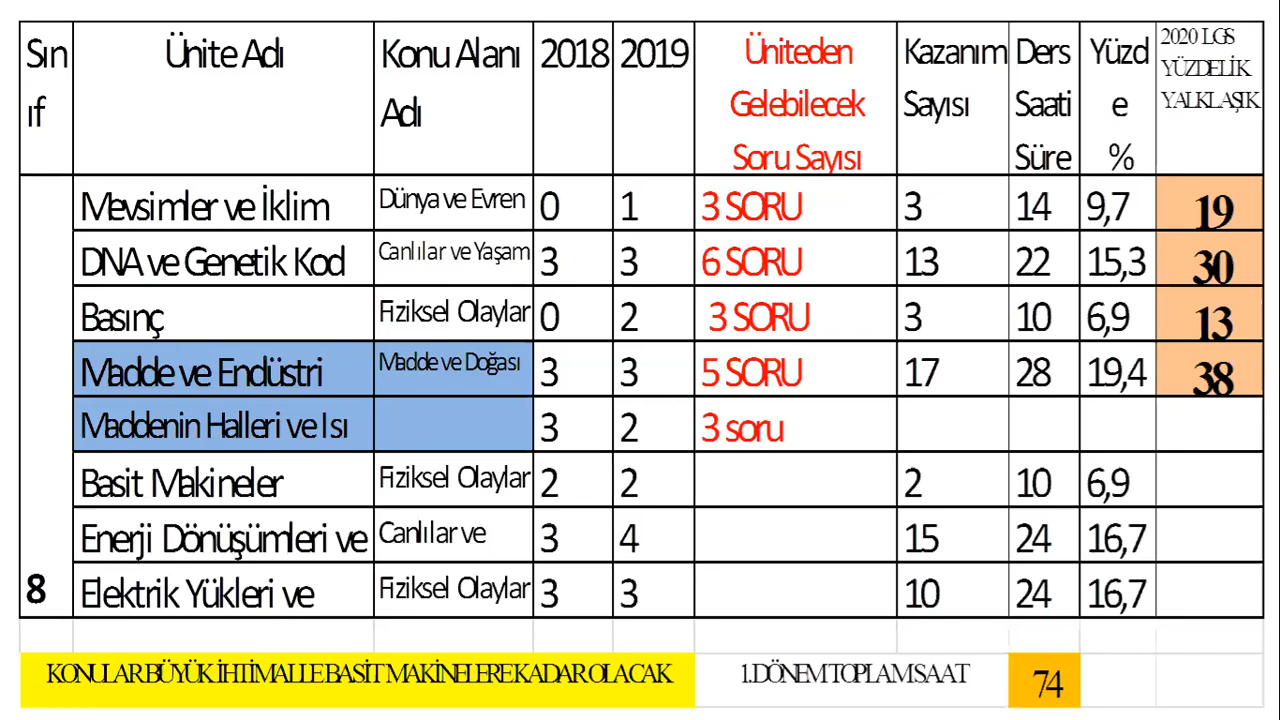 Sın
ıf
Ünite Adı
Konu Alanı
Adı
2018
2019
Üniteden
Gelebilecek
Soru Sayısı
Kazanım
Sayısı
Ders
Saati
Süre
Yüzd
e
%
2020 LGS
YÜZDELİK
YALKLAŞIK
Mevsimler ve İklim Dünya ve Evren 0 1 3 SORU 3 14 9,7 19
DNA ve Genetik Kod Canlılar ve Yaşam 3 3 6 SORU 13 22 15,3 30
Basınç Fiziksel Olaylar 0 2 3 SORU 3 10 6,9 13
Madde ve Endüstri Madde ve Doğası 3 3 5 SORU 17 28 19,4 38
Maddenin Halleri ve Isı 3 2 3 soru
Basit Makineler Fiziksel Olaylar 2 2 2 10 6,9
Enerji Dönüşümleri ve Canlılar ve 3 4 15 24 16,7
8 Elektrik Yükleri ve Fiziksel Olaylar 3 3 10 24 16,7
KONULAR BÜYÜK İHTİMALLE BASİT MAKİNELERE KADAR OLACAK 1.DÖNEM TOPLAM SAAT 74